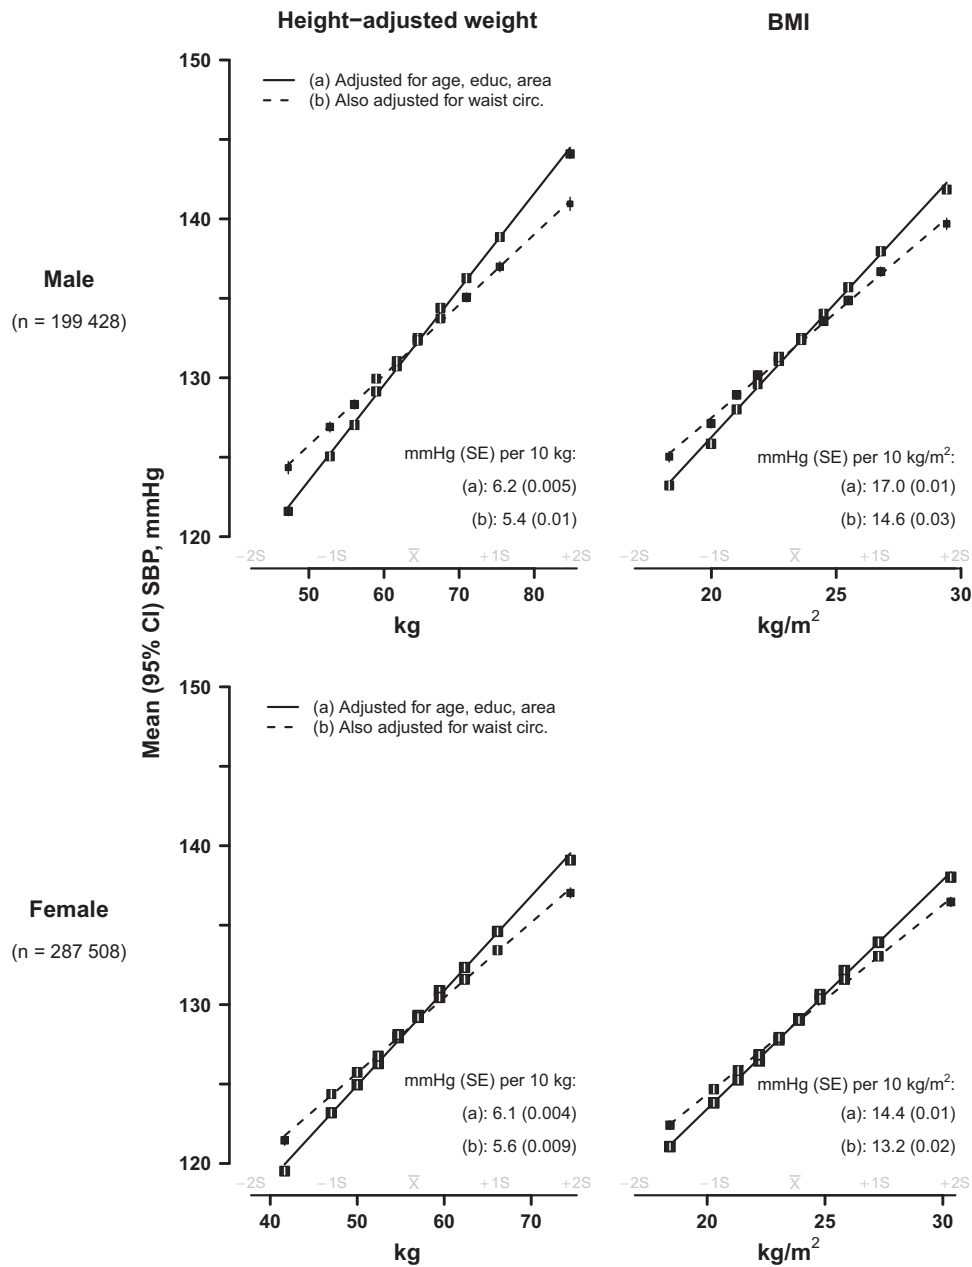 Height−adjusted weight
BMI
Mean (95% CI) SBP, mmHg
Male
(n = 199 428)
150
140
130
120
(a) Adjusted for age, educ, area
(b) Also adjusted for waist circ.
mmHg (SE) per 10 kg:
(a): 6.2 (0.005)
(b): 5.4 (0.01)
−2S −1S X̅ +1S +2S
50 60 70 80
kg
mmHg (SE) per 10 kg/m²:
(a): 17.0 (0.01)
(b): 14.6 (0.03)
−2S −1S X̅ +1S +2S
20 25 30
kg/m²
Female
(n = 287 508)
150
140
130
120
(a) Adjusted for age, educ, area
(b) Also adjusted for waist circ.
mmHg (SE) per 10 kg:
(a): 6.1 (0.004)
(b): 5.6 (0.009)
−2S −1S X̅ +1S +2S
40 50 60 70
kg
mmHg (SE) per 10 kg/m²:
(a): 14.4 (0.01)
(b): 13.2 (0.02)
−2S −1S X̅ +1S +2S
20 25 30
kg/m²